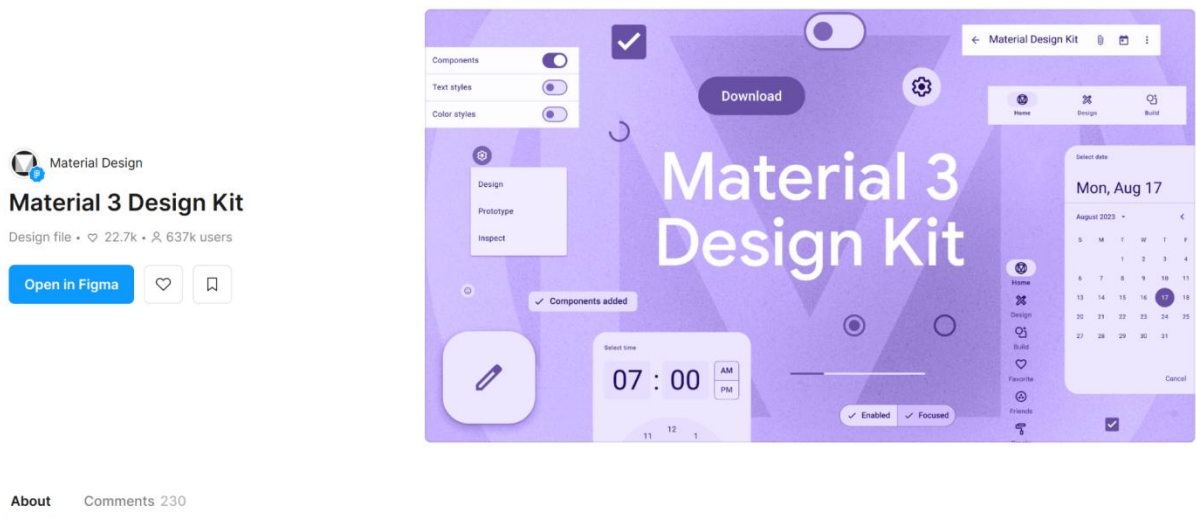 Material Design
Material 3 Design Kit
Design file • 22.7k • 637k users
Open in Figma
About Comments 230
Components
Text styles
Color styles
Design
Prototype
Inspect
Components added
Download
Material 3
Design Kit
Select time
07 : 00
AM
PM
11 12 1
Enabled Focused
Material Design Kit
Home Design Build
Home
Design
Build
Favorite
Friends
Select date
Mon, Aug 17
August 2023
S M T W T F
1 2 3 4
6 7 8 9 10 11
13 14 15 16 17 18
20 21 22 23 24 25
27 28 29 30 31
Cancel